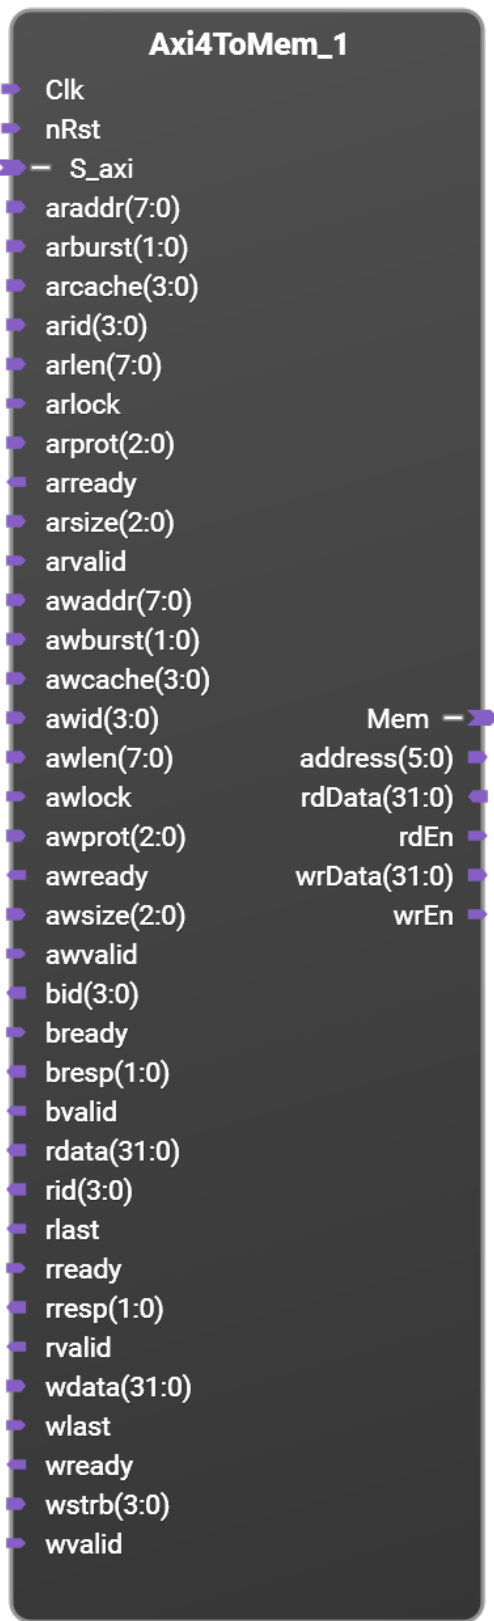 Axi4ToMem_1
Clk
nRst
S_axi
araddr(7:0)
arburst(1:0)
arcache(3:0)
arid(3:0)
arlen(7:0)
arlock
arprot(2:0)
arready
arsize(2:0)
arvalid
awaddr(7:0)
awburst(1:0)
awcache(3:0)
awid(3:0)
awlen(7:0)
awlock
awprot(2:0)
awready
awsize(2:0)
awvalid
bid(3:0)
bready
bresp(1:0)
bvalid
rdata(31:0)
rid(3:0)
rlast
rready
rresp(1:0)
rvalid
wdata(31:0)
wlast
wready
wstrb(3:0)
wvalid
Mem
address(5:0)
rdData(31:0)
rdEn
wrData(31:0)
wrEn